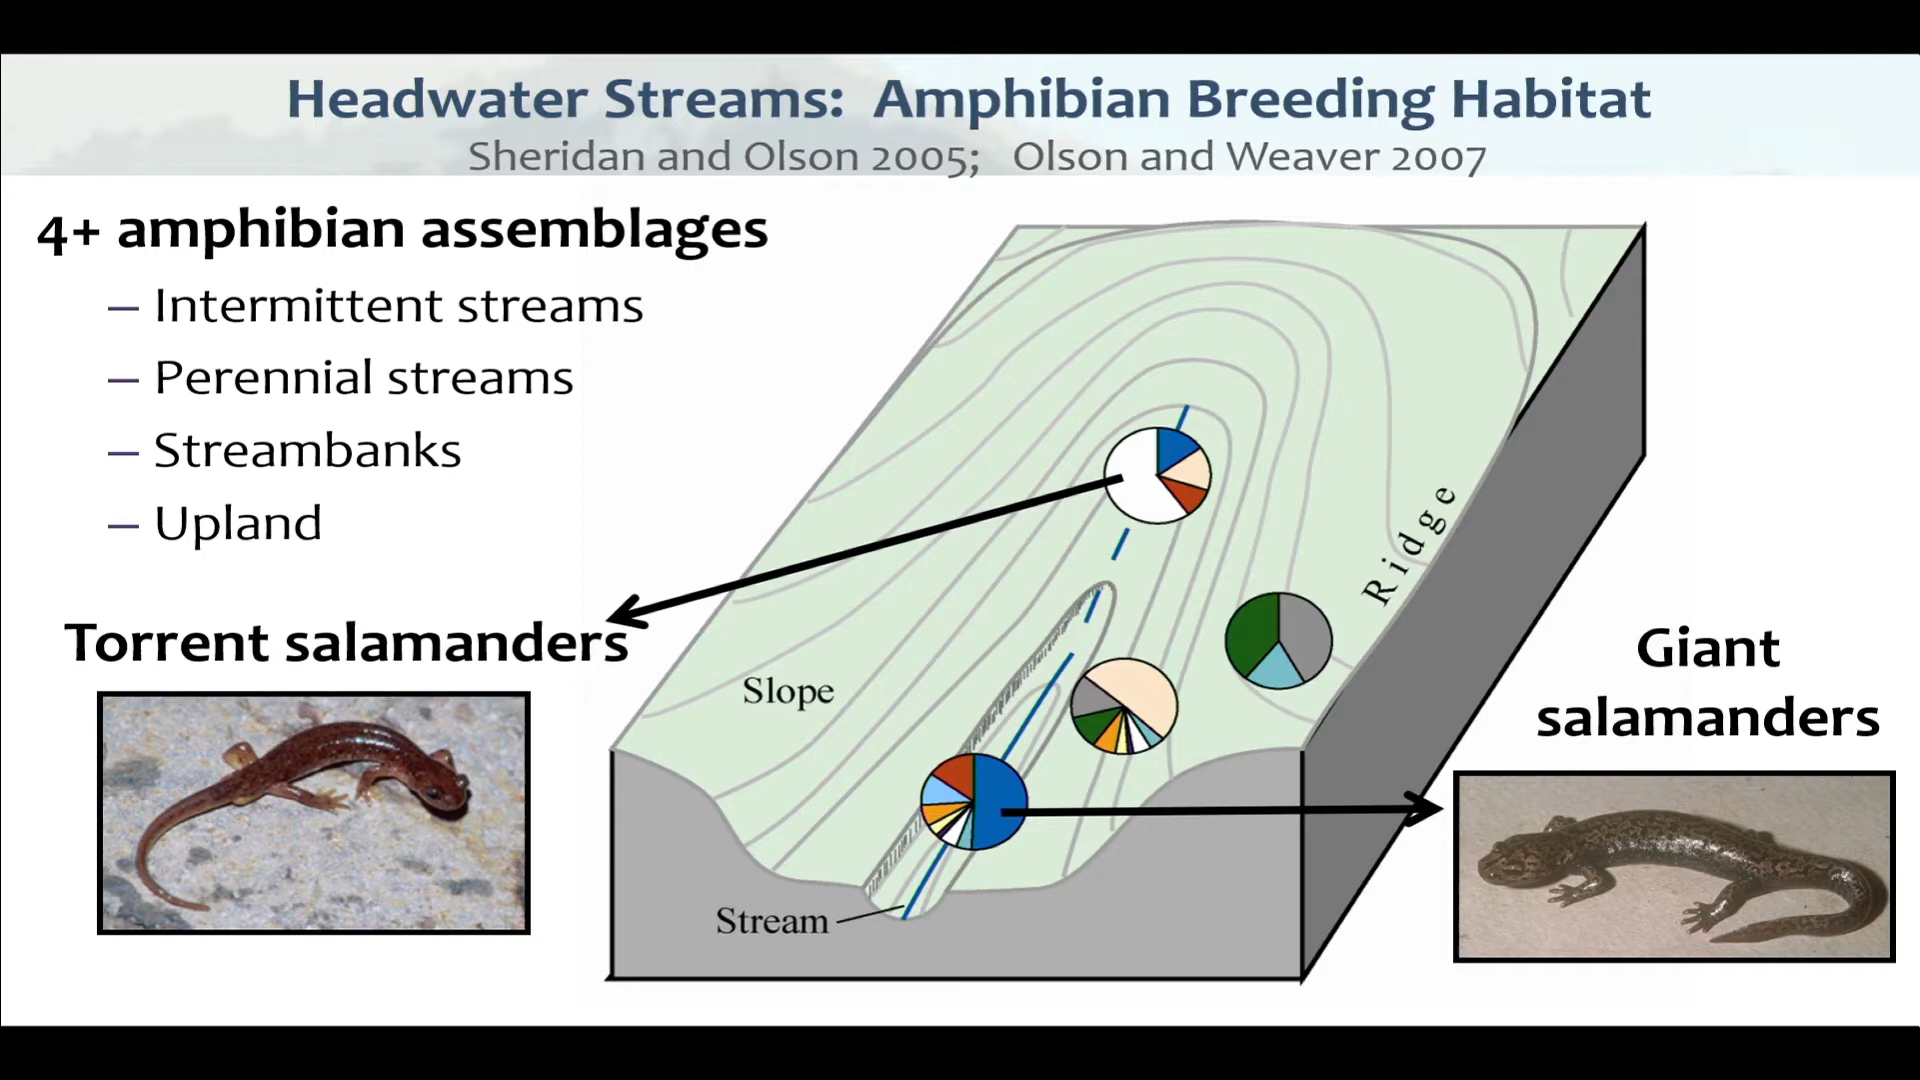 Headwater Streams: Amphibian Breeding Habitat
Sheridan and Olson 2005; Olson and Weaver 2007
4+ amphibian assemblages
– Intermittent streams
– Perennial streams
– Streambanks
– Upland
Torrent salamanders
Slope
Stream
Ridge
Giant
salamanders